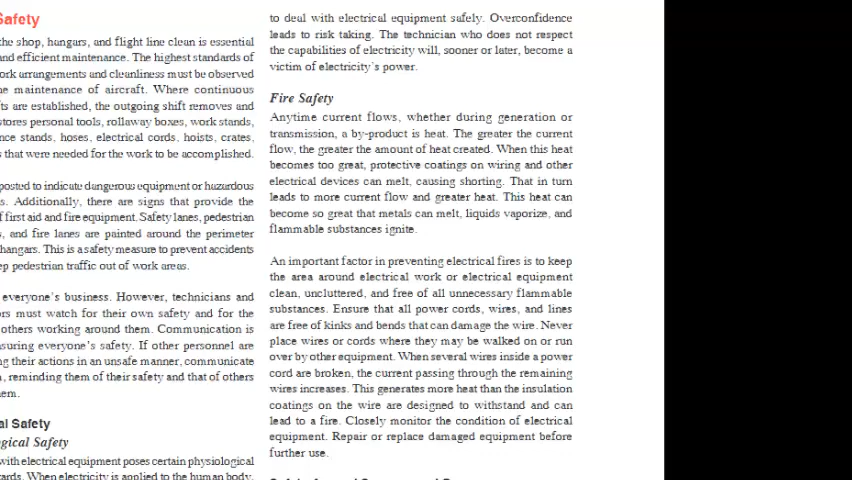 Safety
the shop, hangars, and flight line clean is essential
and efficient maintenance. The highest standards of
ork arrangements and cleanliness must be observed
e maintenance of aircraft. Where continuous
ts are established, the outgoing shift removes and
stores personal tools, rollaway boxes, work stands,
nce stands, hoses, electrical cords, hoists, crates,
s that were needed for the work to be accomplished.
posted to indicate dangerous equipment or hazardous
s. Additionally, there are signs that provide the
f first aid and fire equipment. Safety lanes, pedestrian
s, and fire lanes are painted around the perimeter
hangars. This is a safety measure to prevent accidents
ep pedestrian traffic out of work areas.
everyone's business. However, technicians and
ors must watch for their own safety and for the
others working around them. Communication is
nsuring everyone's safety. If other personnel are
ng their actions in an unsafe manner, communicate
, reminding them of their safety and that of others
hem.
al Safety
ogical Safety
with electrical equipment poses certain physiological
zards. When electricity is applied to the human body,
to deal with electrical equipment safely. Overconfidence
leads to risk taking. The technician who does not respect
the capabilities of electricity will, sooner or later, become a
victim of electricity's power.
Fire Safety
Anytime current flows, whether during generation or
transmission, a by-product is heat. The greater the current
flow, the greater the amount of heat created. When this heat
becomes too great, protective coatings on wiring and other
electrical devices can melt, causing shorting. That in turn
leads to more current flow and greater heat. This heat can
become so great that metals can melt, liquids vaporize, and
flammable substances ignite.
An important factor in preventing electrical fires is to keep
the area around electrical work or electrical equipment
clean, uncluttered, and free of all unnecessary flammable
substances. Ensure that all power cords, wires, and lines
are free of kinks and bends that can damage the wire. Never
place wires or cords where they may be walked on or run
over by other equipment. When several wires inside a power
cord are broken, the current passing through the remaining
wires increases. This generates more heat than the insulation
coatings on the wire are designed to withstand and can
lead to a fire. Closely monitor the condition of electrical
equipment. Repair or replace damaged equipment before
further use.